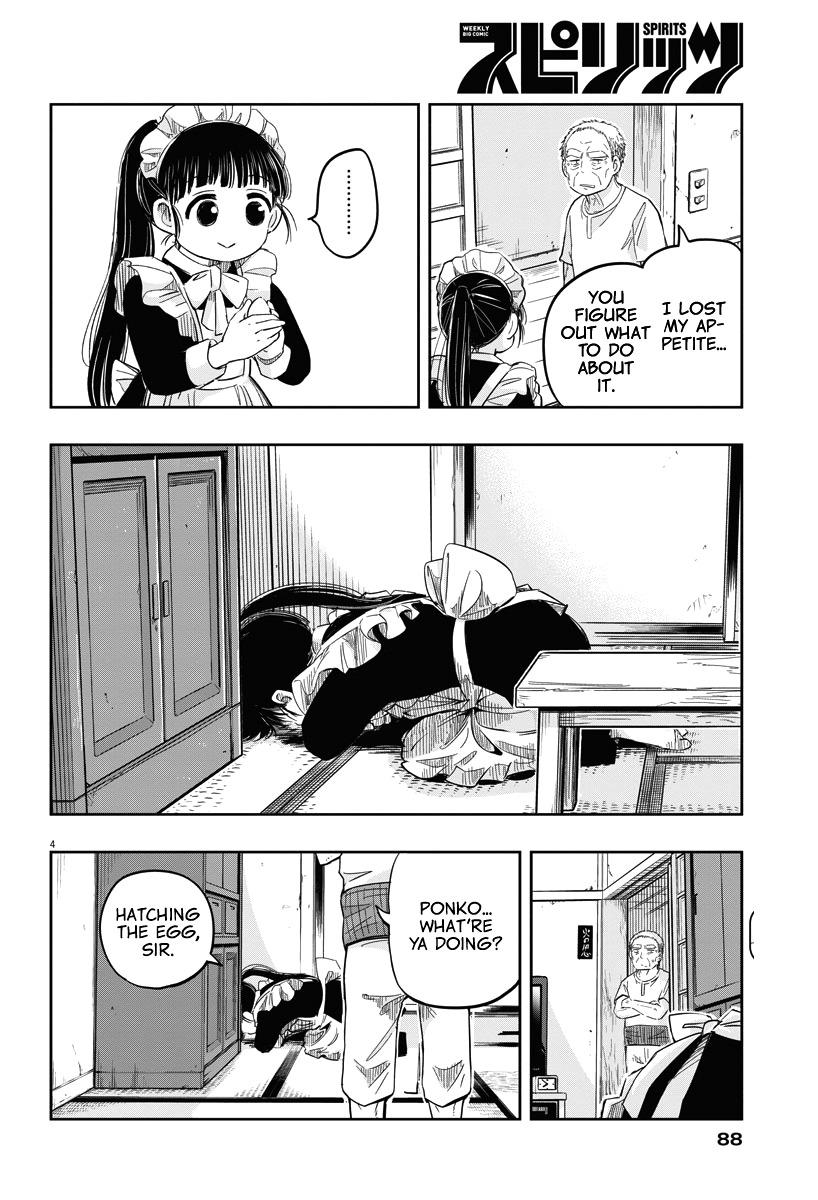 WEEKLY
BIG COMIC
スピリッツ
SPIRITS
I LOST
MY AP-
PETITE...
YOU
FIGURE
OUT WHAT
TO DO
ABOUT
IT.
..........
4
PONKO...
WHAT'RE
YA DOING?
HATCHING
THE EGG,
SIR.
88